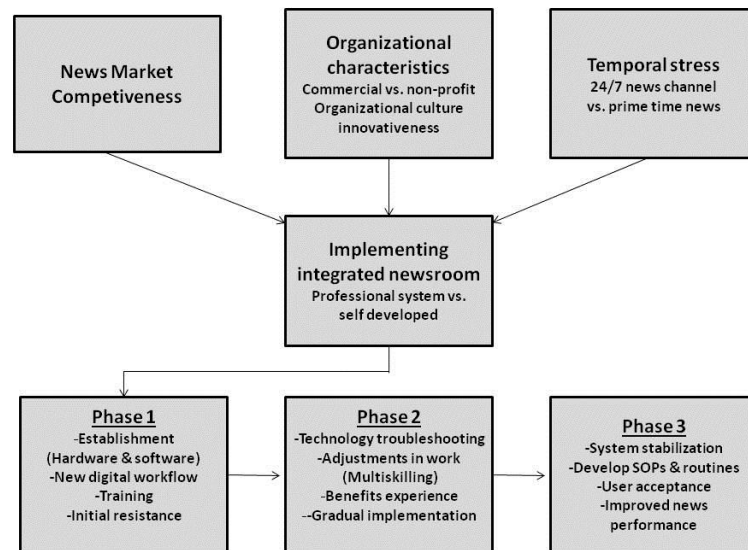 News Market
Competiveness
Organizational
characteristics
Commercial vs. non-profit
Organizational culture
innovativeness
Temporal stress
24/7 news channel
vs. prime time news
Implementing
integrated newsroom
Professional system vs.
self developed
Phase 1
-Establishment
(Hardware & software)
-New digital workflow
-Training
-Initial resistance
Phase 2
-Technology troubleshooting
-Adjustments in work
(Multiskilling)
-Benefits experience
--Gradual implementation
Phase 3
-System stabilization
-Develop SOPs & routines
-User acceptance
-Improved news
performance